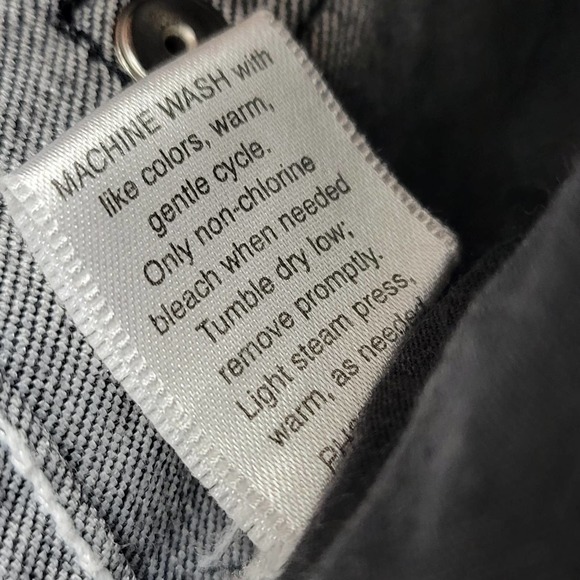 MACHINE WASH with
like colors, warm,
gentle cycle.
Only non-chlorine
bleach when needed
Tumble dry low;
remove promptly.
Light steam press,
warm, as needed